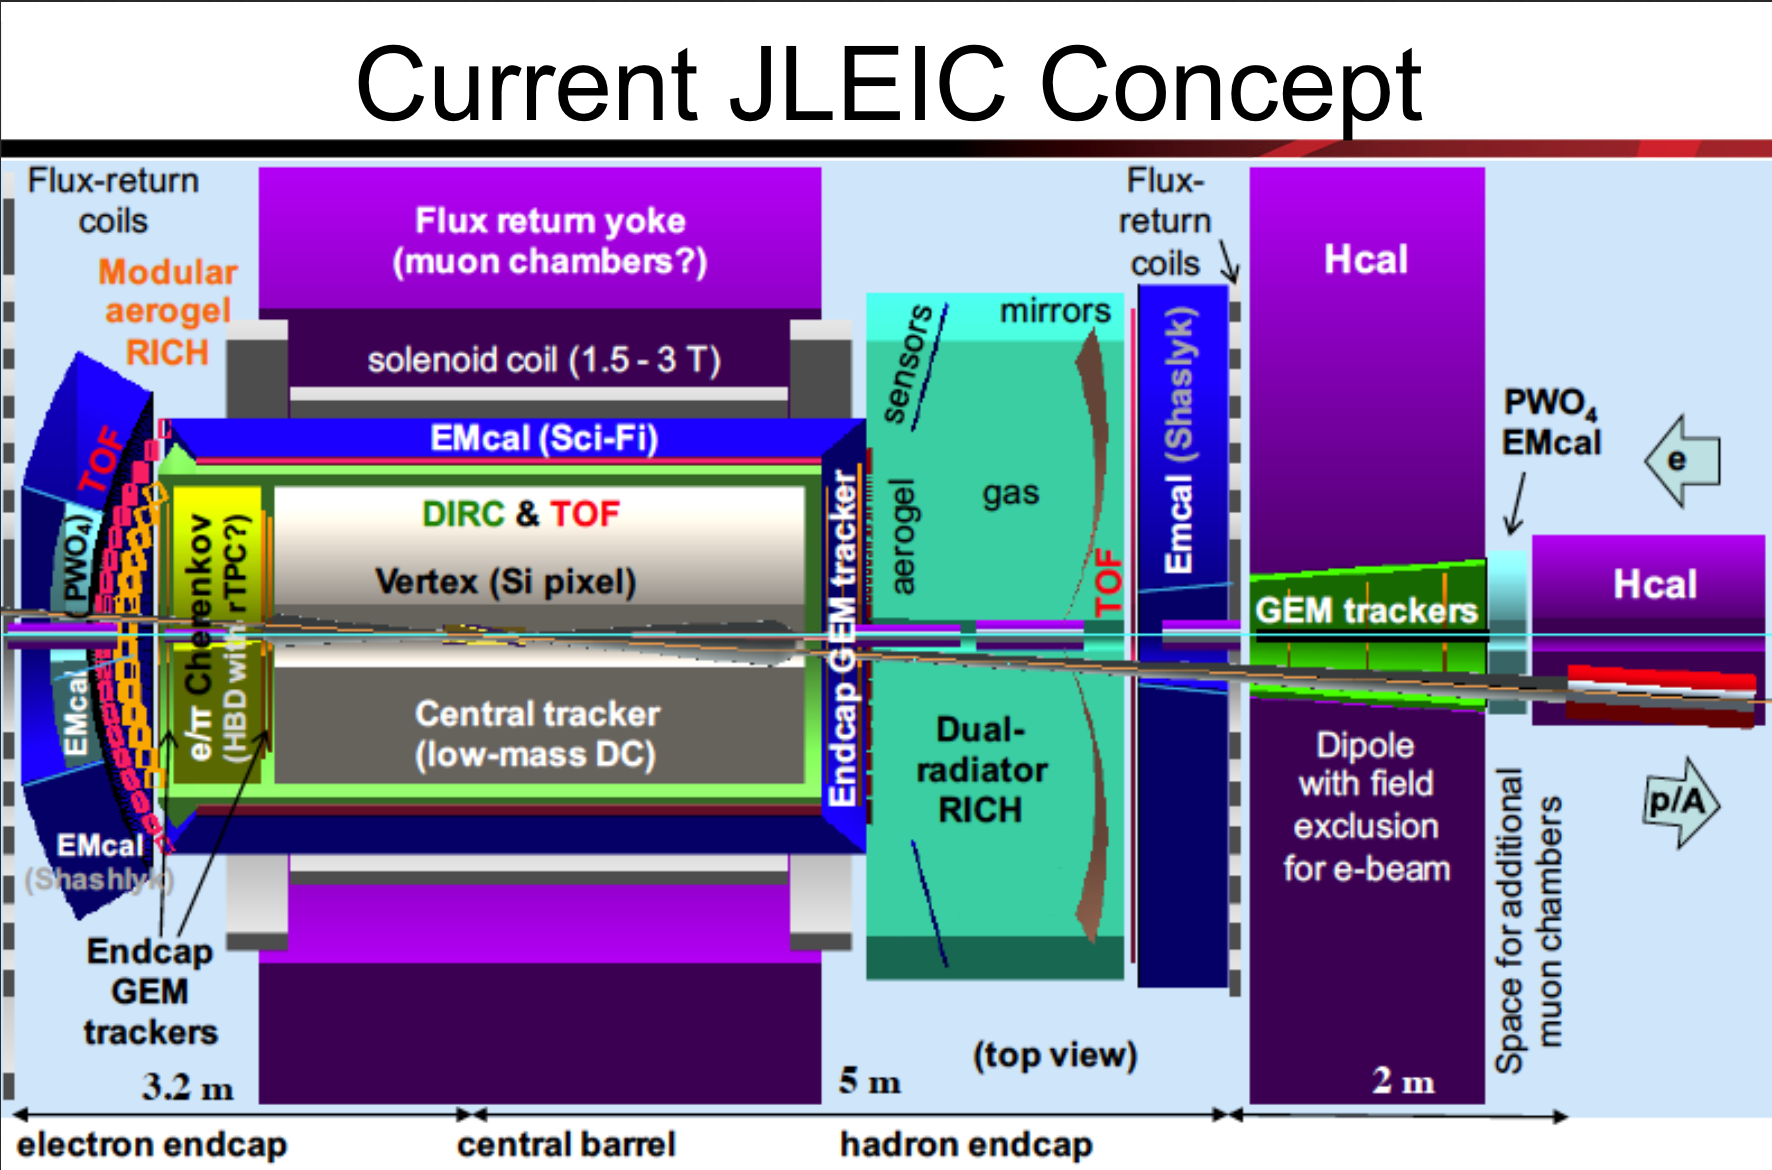 Current JLEIC Concept
Flux-return
coils
Modular
aerogel
RICH
Flux return yoke
(muon chambers?)
solenoid coil (1.5 - 3 T)
EMcal (Sci-Fi)
DIRC & TOF
Vertex (Si pixel)
Central tracker
(low-mass DC)
TOF
(PWO₄)
EMcal
EMcal
(Shashlyk)
e/π Cherenkov
(HBD with rTPC?)
Endcap
GEM
trackers
Endcap GEM tracker
sensors
mirrors
aerogel
gas
TOF
Dual-
radiator
RICH
Flux-
return
coils
Emcal (Shaslyk)
Hcal
GEM trackers
Dipole
with field
exclusion
for e-beam
PWO₄
EMcal
e
Hcal
p/A
Space for additional
muon chambers
(top view)
3.2 m
5 m
2 m
electron endcap
central barrel
hadron endcap